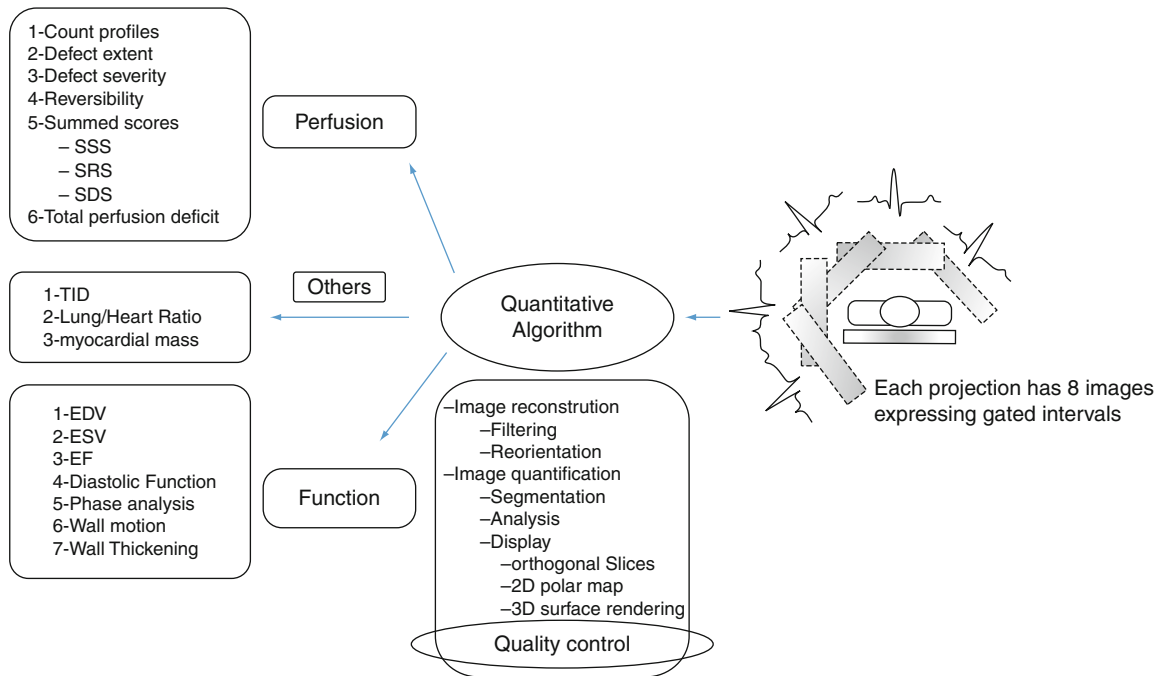 1-Count profiles
2-Defect extent
3-Defect severity
4-Reversibility
5-Summed scores
– SSS
– SRS
– SDS
6-Total perfusion deficit
Perfusion
Others
1-TID
2-Lung/Heart Ratio
3-myocardial mass
Quantitative
Algorithm
Each projection has 8 images
expressing gated intervals
1-EDV
2-ESV
3-EF
4-Diastolic Function
5-Phase analysis
6-Wall motion
7-Wall Thickening
Function
–Image reconstrution
–Filtering
–Reorientation
–Image quantification
–Segmentation
–Analysis
–Display
–orthogonal Slices
–2D polar map
–3D surface rendering
Quality control